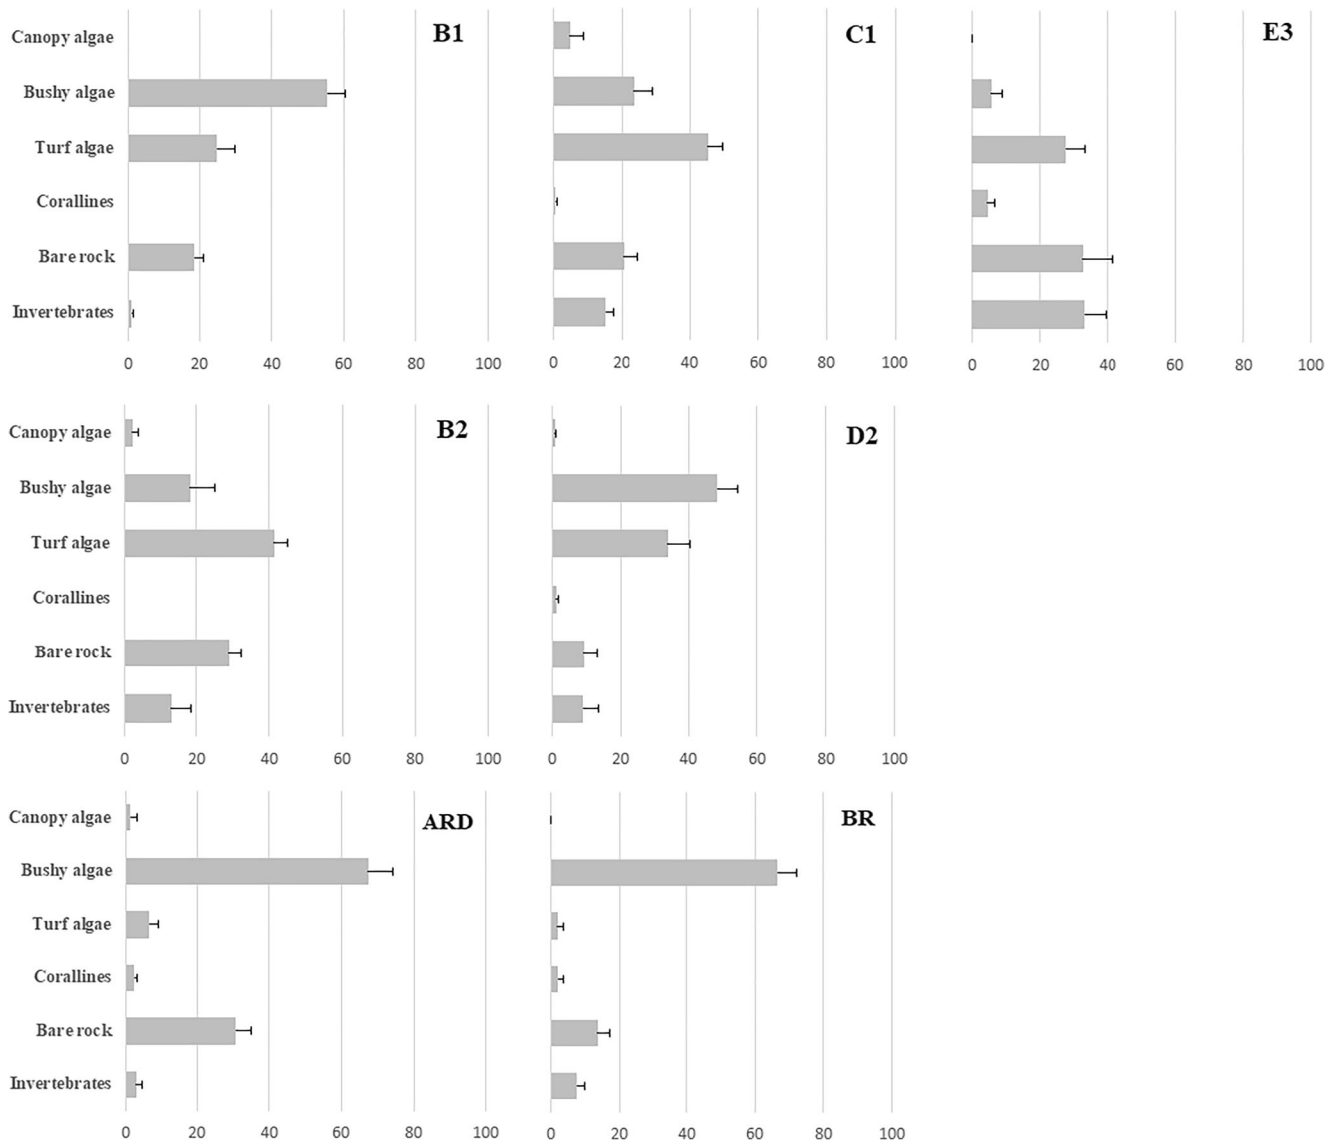 Canopy algae
Bushy algae
Turf algae
Corallines
Bare rock
Invertebrates
B1
0 20 40 60 80 100
C1
0 20 40 60 80 100
E3
0 20 40 60 80 100
Canopy algae
Bushy algae
Turf algae
Corallines
Bare rock
Invertebrates
B2
0 20 40 60 80 100
D2
0 20 40 60 80 100
Canopy algae
Bushy algae
Turf algae
Corallines
Bare rock
Invertebrates
ARD
0 20 40 60 80 100
BR
0 20 40 60 80 100